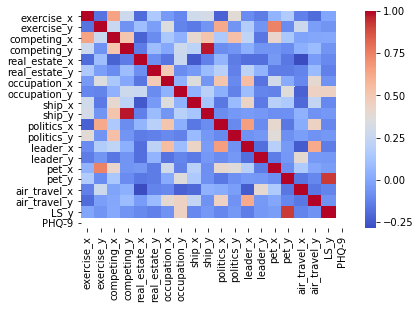 exercise_x
exercise_y
competing_x
competing_y
real_estate_x
real_estate_y
occupation_x
occupation_y
ship_x
ship_y
politics_x
politics_y
leader_x
leader_y
pet_x
pet_y
air_travel_x
air_travel_y
LS_y
PHQ-9
exercise_x
exercise_y
competing_x
competing_y
real_estate_x
real_estate_y
occupation_x
occupation_y
ship_x
ship_y
politics_x
politics_y
leader_x
leader_y
pet_x
pet_y
air_travel_x
air_travel_y
LS_y
PHQ-9
1.00
0.75
0.50
0.25
0.00
−0.25